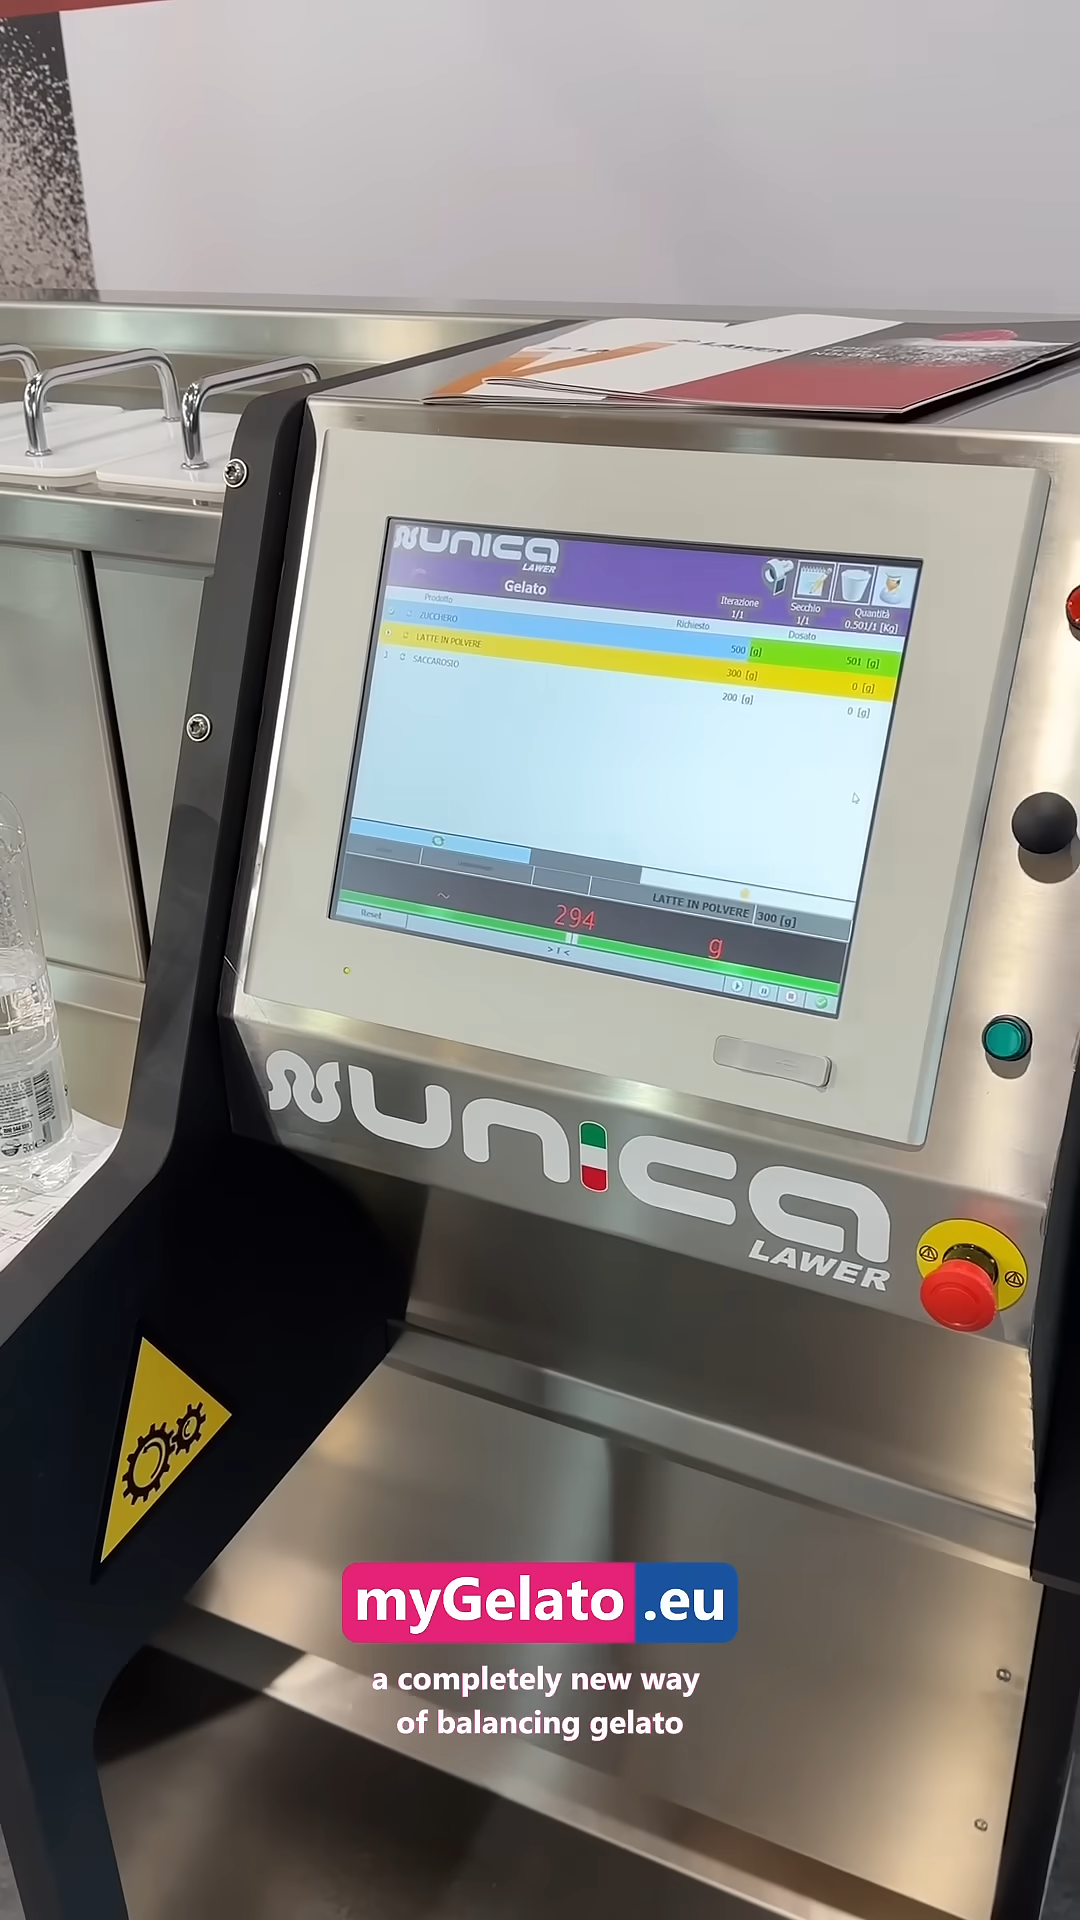 LAWER
UNICA
LAWER
Gelato
Iterazione
1/1
Secchio
1/1
Quantità
0.501/1 [Kg]
Prodotto
Richiesto
Dosato
ZUCCHERO
500 [g]
501 [g]
LATTE IN POLVERE
300 [g]
0 [g]
SACCAROSIO
200 [g]
0 [g]
LATTE IN POLVERE 300 [g]
~ 294 g
Reset
> I <
UNICA
LAWER
myGelato.eu
a completely new way
of balancing gelato